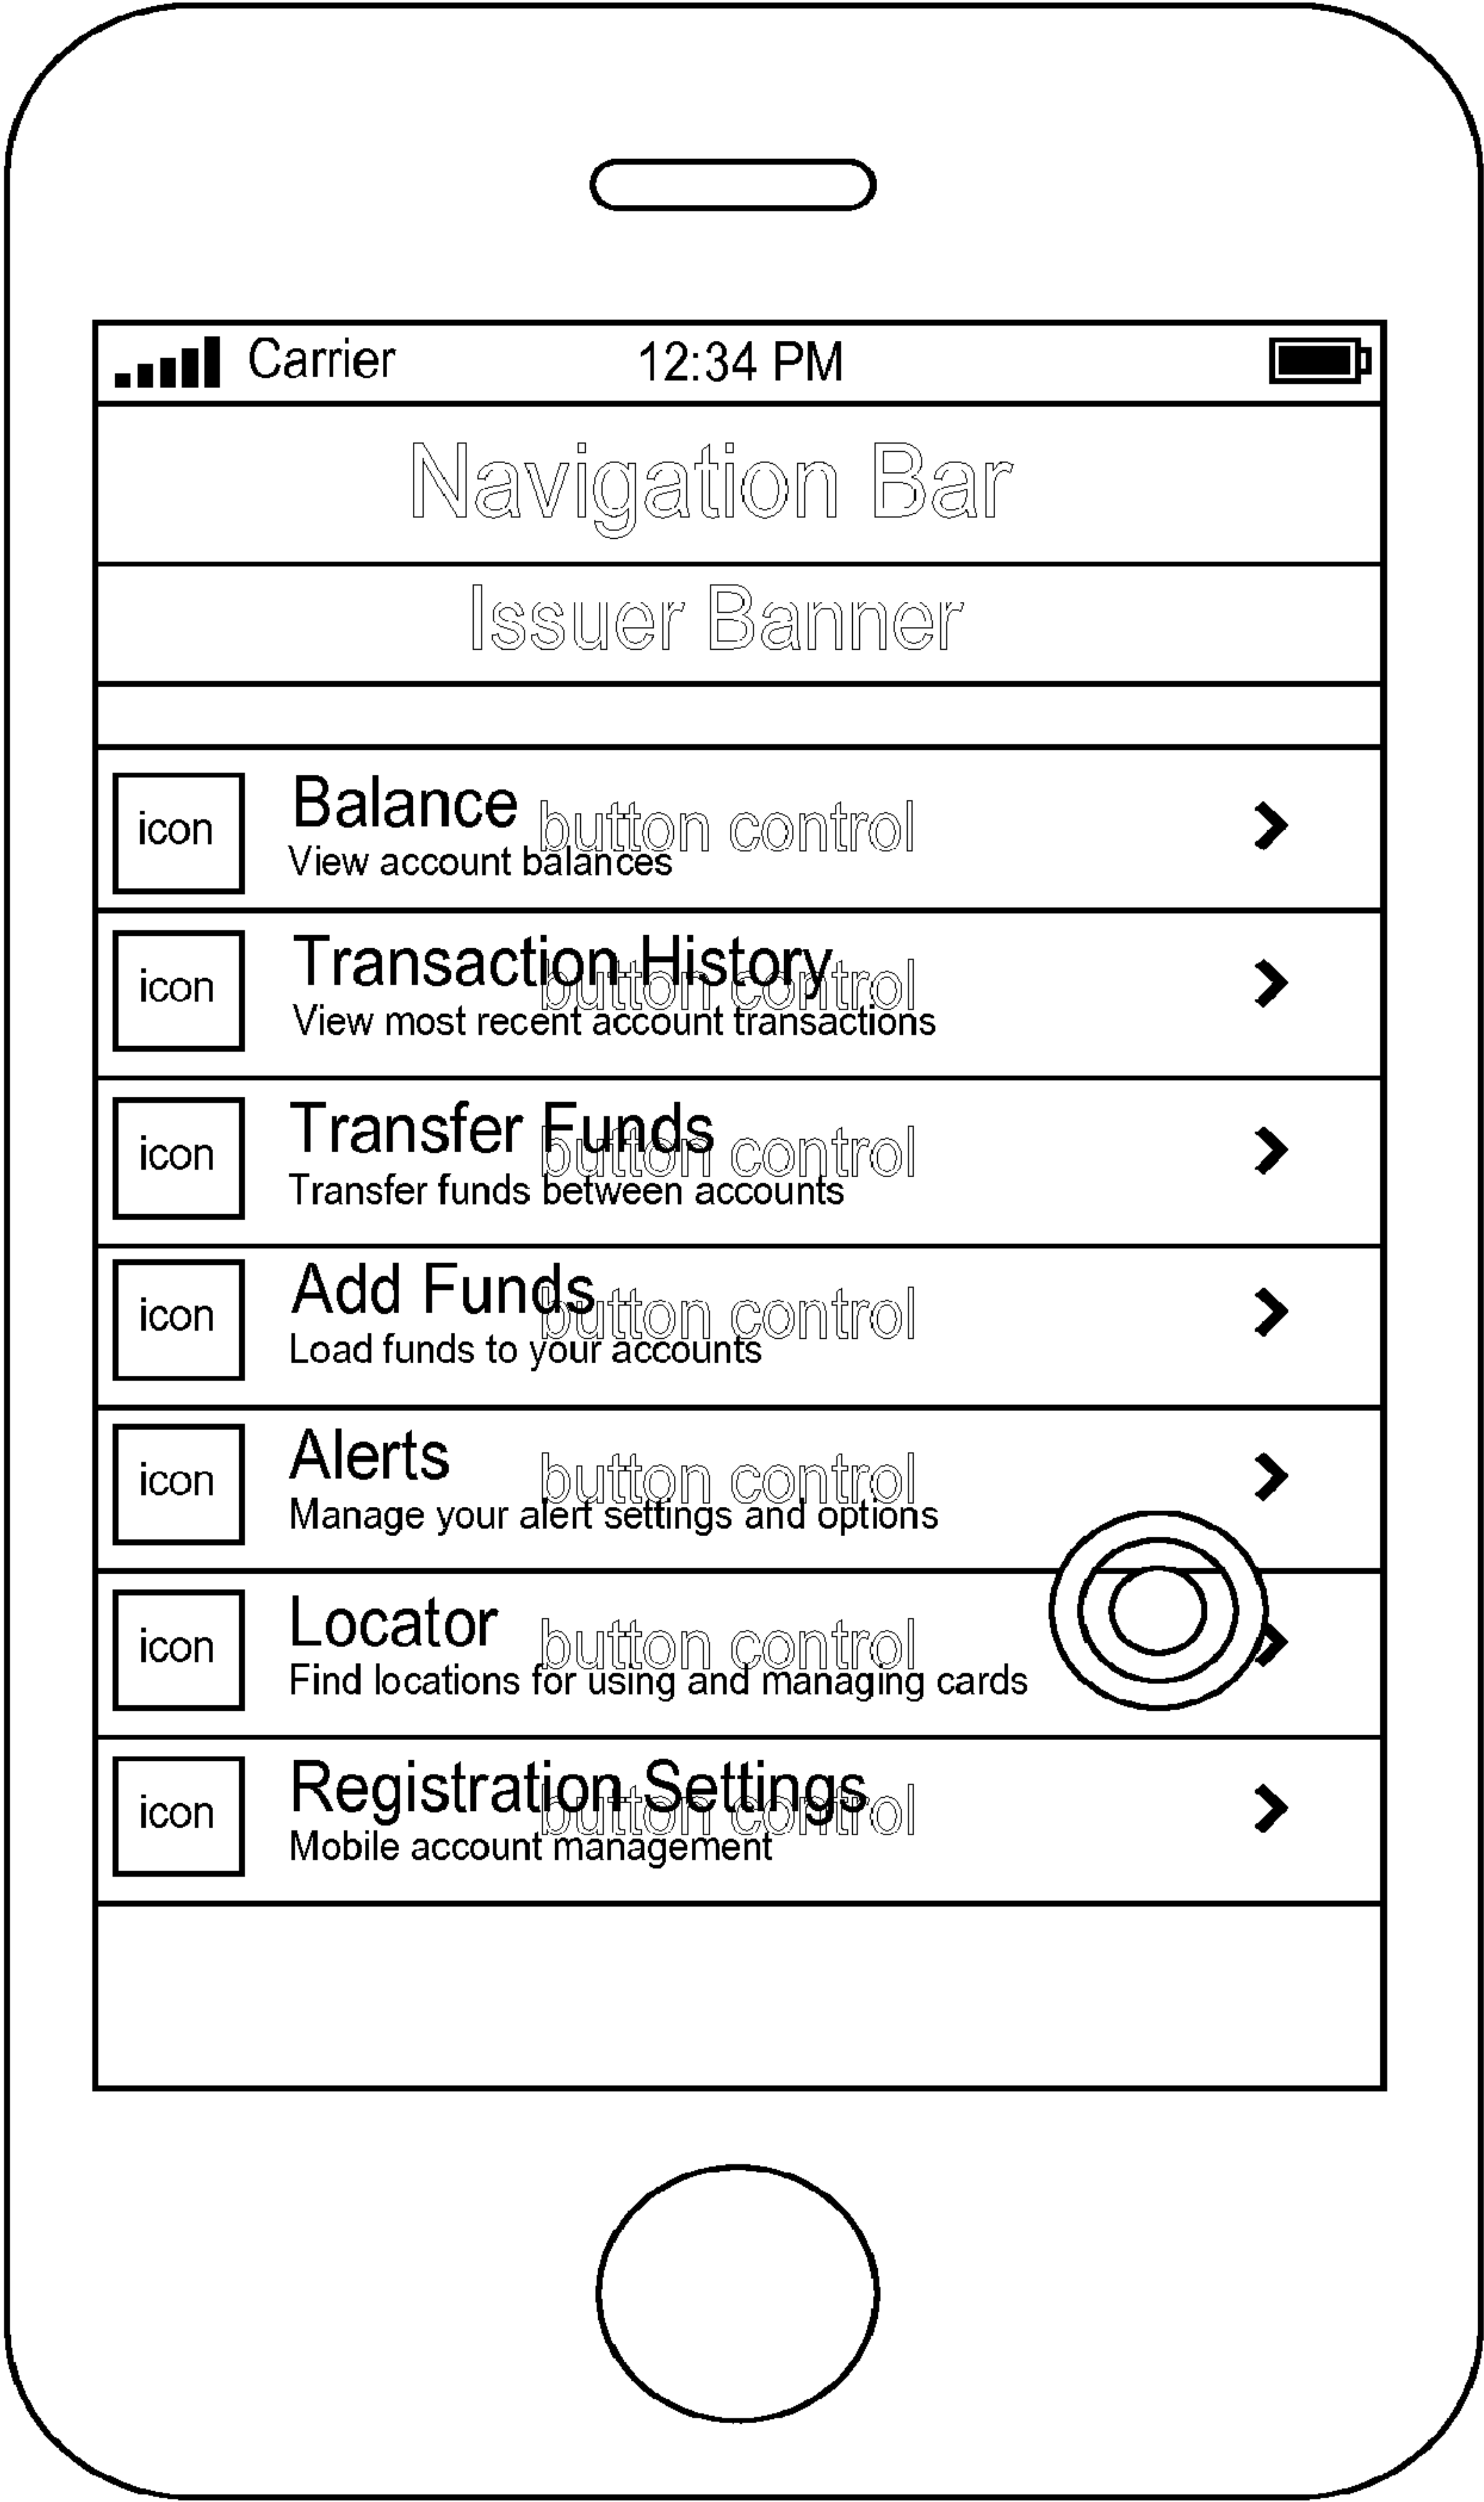 Carrier 12:34 PM
Navigation Bar
Issuer Banner
icon Balance button control
View account balances
icon Transaction History button control
View most recent account transactions
icon Transfer Funds button control
Transfer funds between accounts
icon Add Funds button control
Load funds to your accounts
icon Alerts button control
Manage your alert settings and options
icon Locator button control
Find locations for using and managing cards
icon Registration Settings button control
Mobile account management